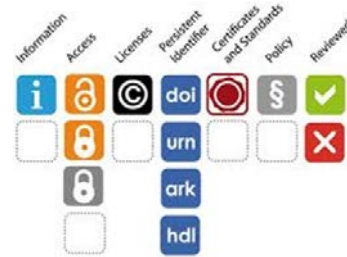 Information
Access
Licenses
Persistent
Identifier
Certificates
and Standards
Policy
Reviewed
i
©
doi
§
urn
ark
hdl